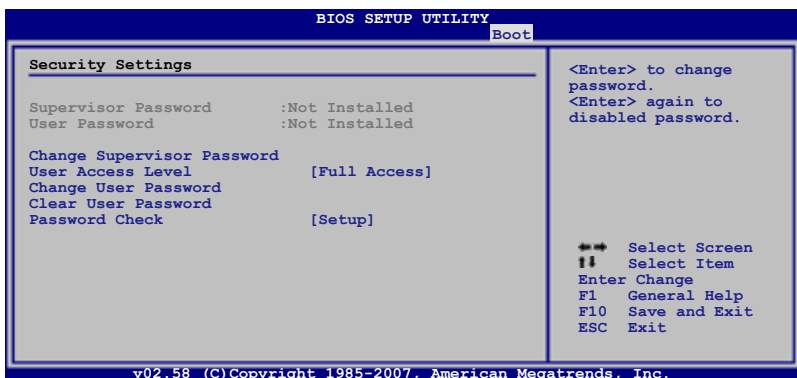 BIOS SETUP UTILITY
Boot
Security Settings
Supervisor Password :Not Installed
User Password :Not Installed
Change Supervisor Password
User Access Level [Full Access]
Change User Password
Clear User Password
Password Check [Setup]
<Enter> to change
password.
<Enter> again to
disabled password.
←→ Select Screen
↑↓ Select Item
Enter Change
F1 General Help
F10 Save and Exit
ESC Exit
v02.58 (C)Copyright 1985-2007, American Megatrends, Inc.